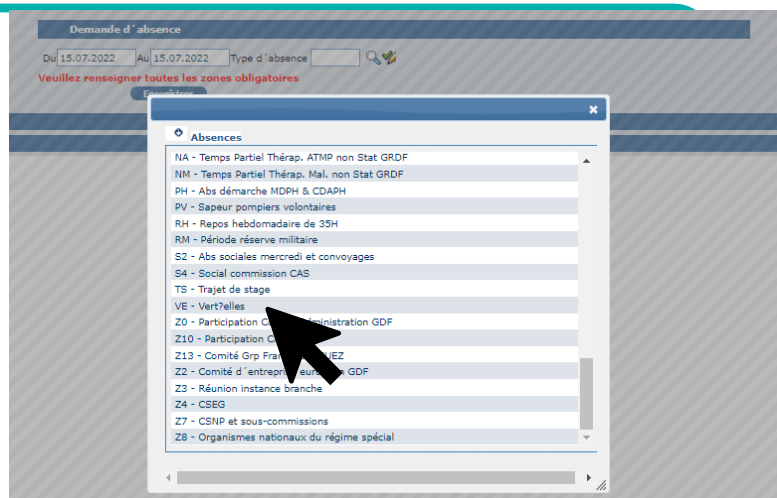 Demande d´absence
Du 15.07.2022 Au 15.07.2022 Type d´absence
Veuillez renseigner toutes les zones obligatoires
Enregistrer
Absences
NA - Temps Partiel Thérap. ATMP non Stat GRDF
NM - Temps Partiel Thérap. Mal. non Stat GRDF
PH - Abs démarche MDPH & CDAPH
PV - Sapeur pompiers volontaires
RH - Repos hebdomadaire de 35H
RM - Période réserve militaire
S2 - Abs sociales mercredi et convoyages
S4 - Social commission CAS
TS - Trajet de stage
VE - Vert?elles
Z0 - Participation GDF
Z10 - Participation
Z13 - Comité Grp
Z2 - Comité d´entreprise GDF
Z3 - Réunion instance branche
Z4 - CSEG
Z7 - CSNP et sous-commissions
Z8 - Organismes nationaux du régime spécial